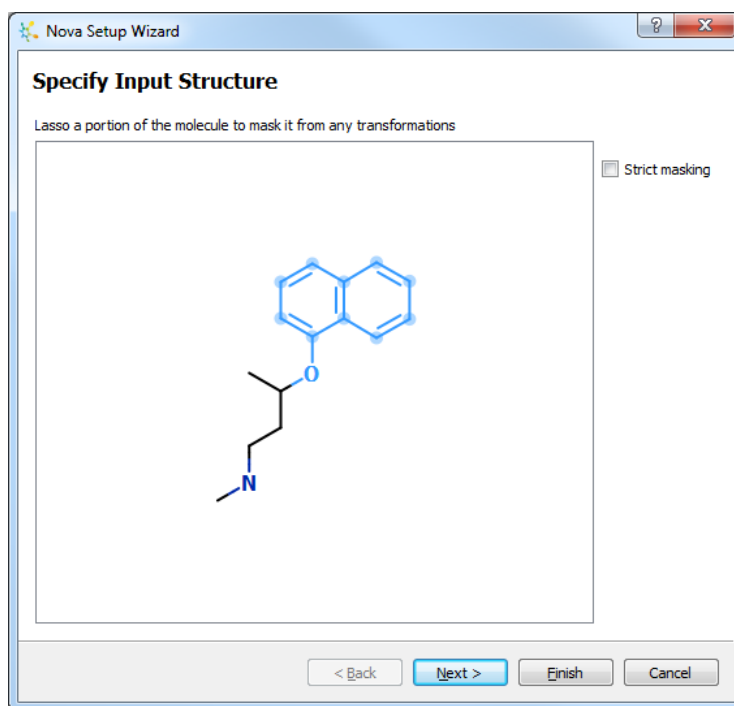 Nova Setup Wizard
?
Specify Input Structure
Lasso a portion of the molecule to mask it from any transformations
Strict masking
O
N
< Back Next > Finish Cancel